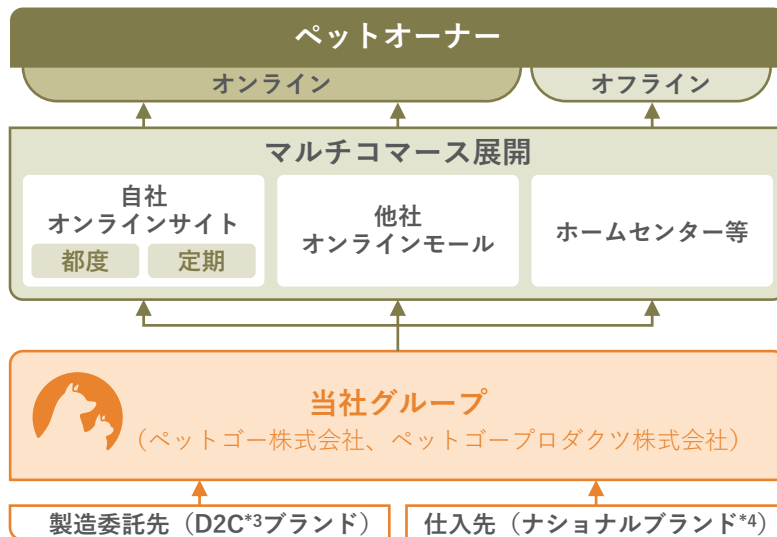 ペットオーナー
オンライン
オフライン
マルチコマース展開
自社
オンラインサイト
都度
定期
他社
オンラインモール
ホームセンター等
当社グループ
（ペットゴー株式会社、ペットゴープロダクツ株式会社）
製造委託先（D2C*3ブランド）
仕入先（ナショナルブランド*4）